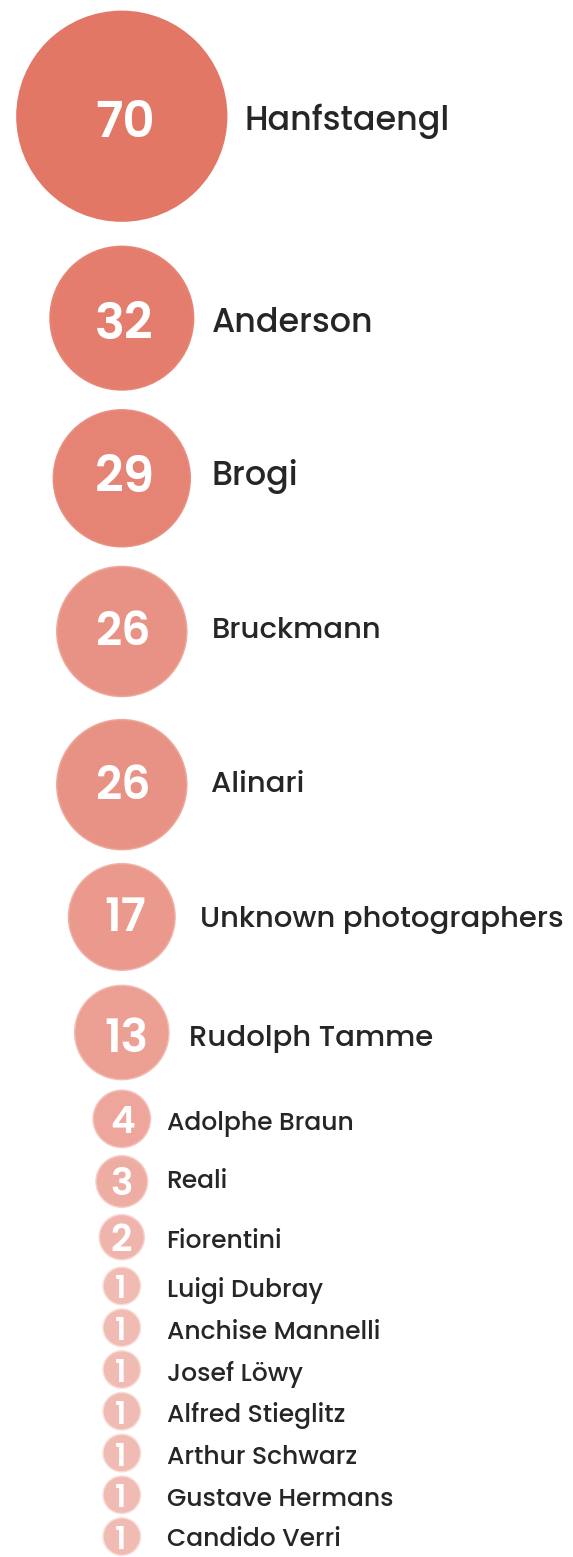 70 Hanfstaengl
32 Anderson
29 Brogi
26 Bruckmann
26 Alinari
17 Unknown photographers
13 Rudolph Tamme
4 Adolphe Braun
3 Reali
2 Fiorentini
1 Luigi Dubray
1 Anchise Mannelli
1 Josef Löwy
1 Alfred Stieglitz
1 Arthur Schwarz
1 Gustave Hermans
1 Candido Verri